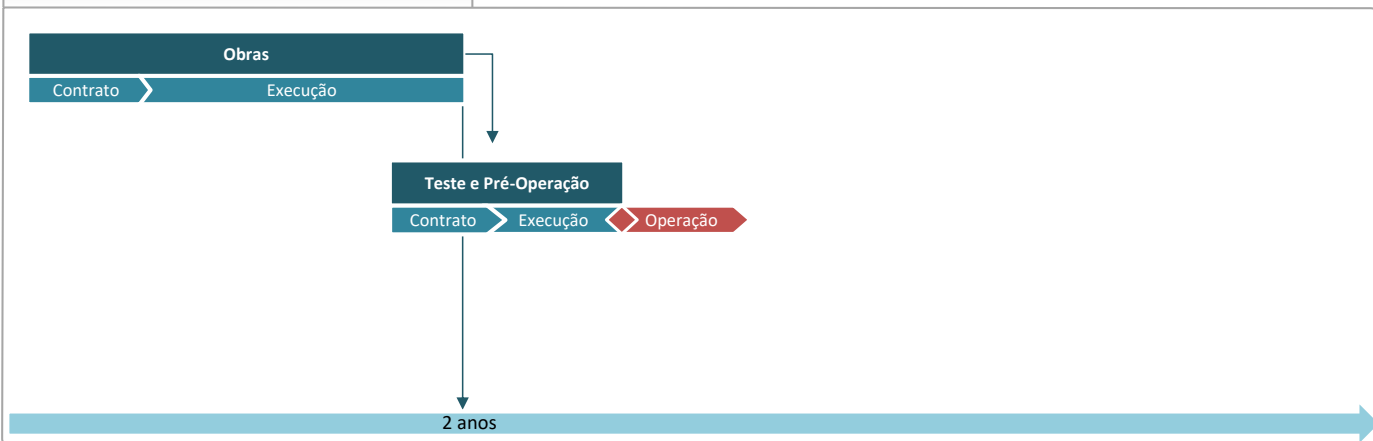 Obras
Contrato
Execução
Teste e Pré-Operação
Contrato
Execução
Operação
2 anos